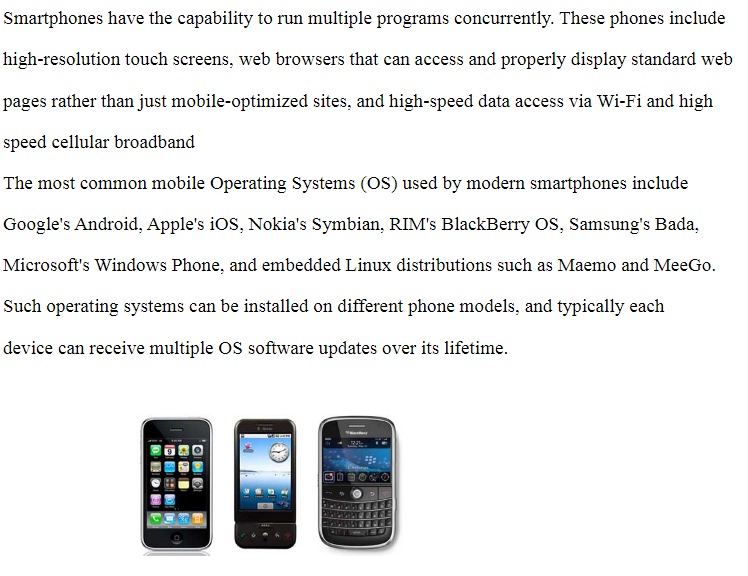 Smartphones have the capability to run multiple programs concurrently. These phones include
high-resolution touch screens, web browsers that can access and properly display standard web
pages rather than just mobile-optimized sites, and high-speed data access via Wi-Fi and high
speed cellular broadband
The most common mobile Operating Systems (OS) used by modern smartphones include
Google's Android, Apple's iOS, Nokia's Symbian, RIM's BlackBerry OS, Samsung's Bada,
Microsoft's Windows Phone, and embedded Linux distributions such as Maemo and MeeGo.
Such operating systems can be installed on different phone models, and typically each
device can receive multiple OS software updates over its lifetime.
BlackBerry